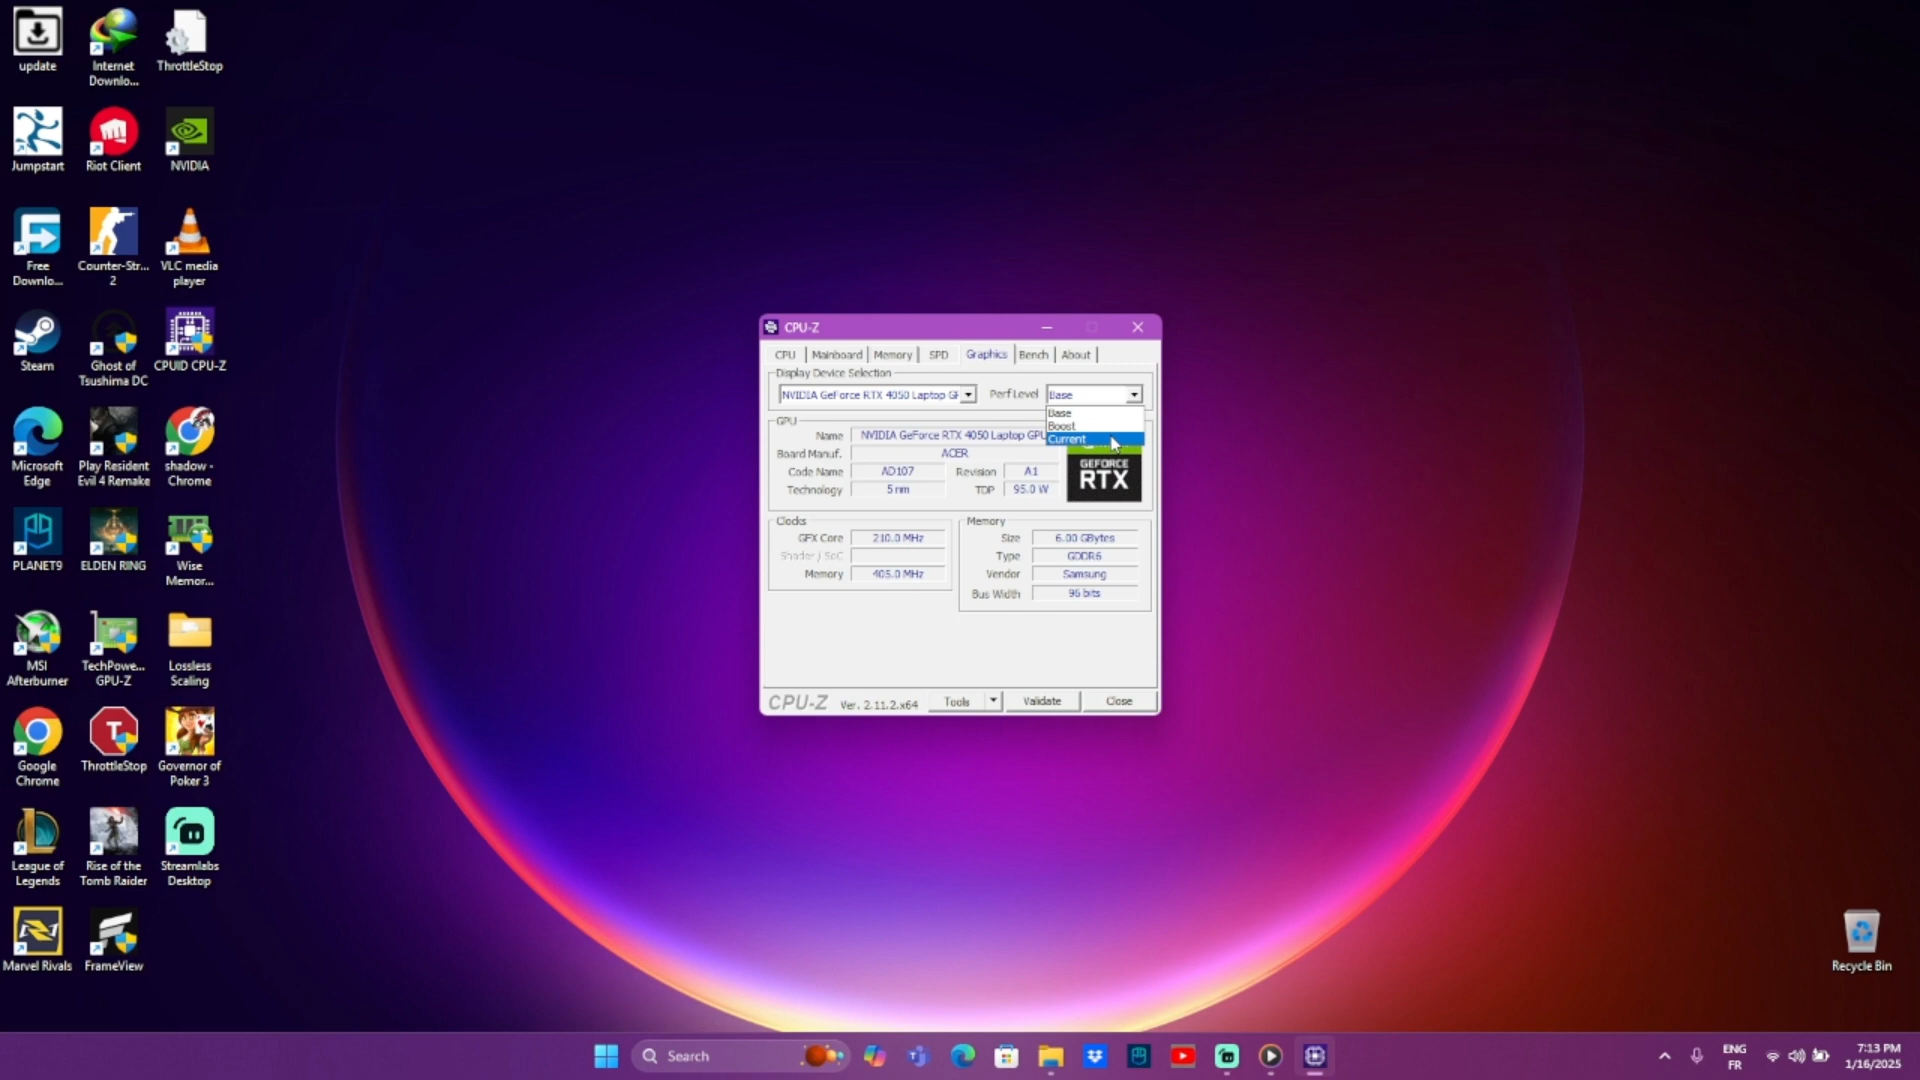 update
Internet
Downlo...
ThrottleStop
Jumpstart
Riot Client
NVIDIA
Free
Downlo...
Counter-Str...
2
VLC media
player
Steam
Ghost of
Tsushima DC
CPUID CPU-Z
Microsoft
Edge
Play Resident
Evil 4 Remake
shadow -
Chrome
PLANET9
ELDEN RING
Wise
Memor...
MSI
Afterburner
TechPowe...
GPU-Z
Lossless
Scaling
Google
Chrome
ThrottleStop
Governor of
Poker 3
League of
Legends
Rise of the
Tomb Raider
Streamlabs
Desktop
Marvel Rivals
FrameView
CPU-Z
CPU Mainboard Memory SPD Graphics Bench About
Display Device Selection
NVIDIA GeForce RTX 4050 Laptop GP
Perf Level
Base
Base
Boost
Current
GPU
Name NVIDIA GeForce RTX 4050 Laptop GPU
Board Manuf. ACER
Code Name AD107 Revision A1
Technology 5 nm TDP 95.0 W
GEFORCE
RTX
Clocks
GFX Core 210.0 MHz
Shader / SoC
Memory 405.0 MHz
Memory
Size 6.00 GBytes
Type GDDR6
Vendor Samsung
Bus Width 96 bits
CPU-Z Ver. 2.11.2.x64 Tools Validate Close
Recycle Bin
Search
ENG
FR
7:13 PM
1/16/2025